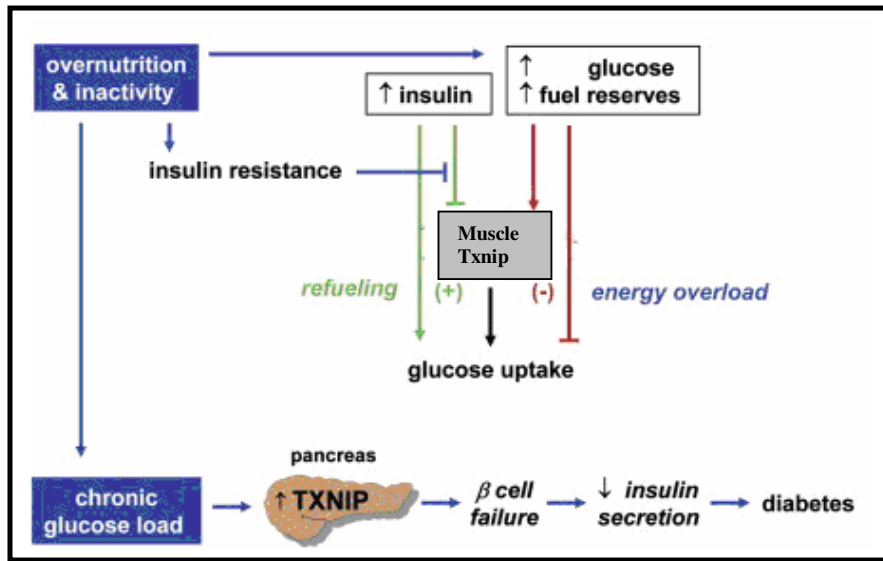 overnutrition
& inactivity
↑ insulin
↑ glucose
↑ fuel reserves
insulin resistance
Muscle
Txnip
refueling (+) (-) energy overload
glucose uptake
pancreas
chronic
glucose load
↑ TXNIP
β cell
failure
↓ insulin
secretion
diabetes